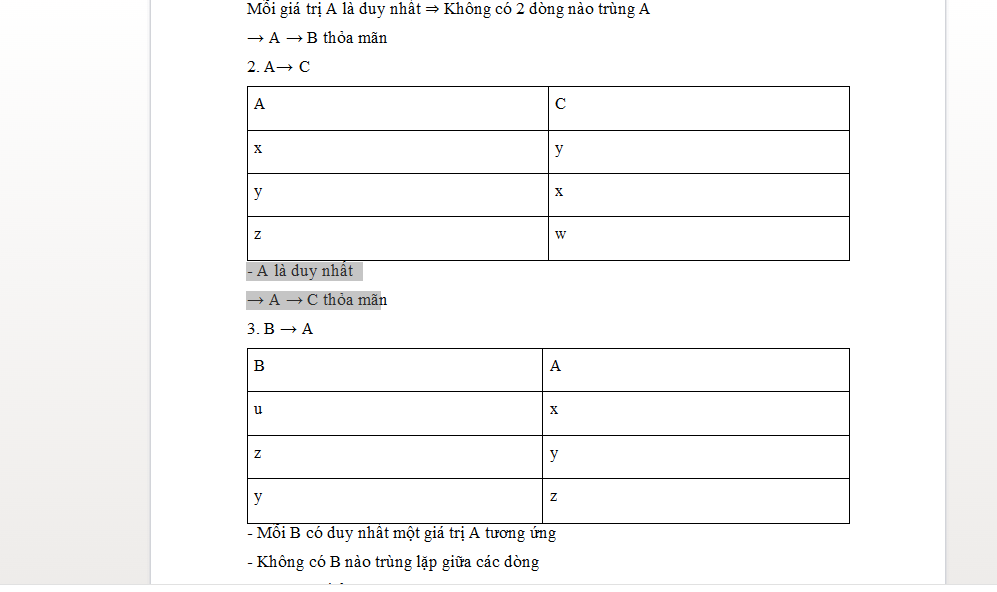 Mỗi giá trị A là duy nhất ⇒ Không có 2 dòng nào trùng A
→ A → B thỏa mãn
2. A→ C
A C
x y
y x
z w
- A là duy nhất
→ A → C thỏa mãn
3. B → A
B A
u x
z y
y z
- Mỗi B có duy nhất một giá trị A tương ứng
- Không có B nào trùng lặp giữa các dòng